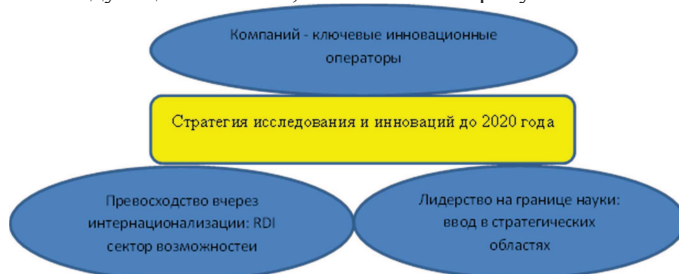 Компаний - ключевые инновационные
операторы
Стратегия исследования и инноваций до 2020 года
Превосходство вчерез
интернационализации: RDI
сектор возможностеи
Лидерство на границе науки:
ввод в стратегических
областях